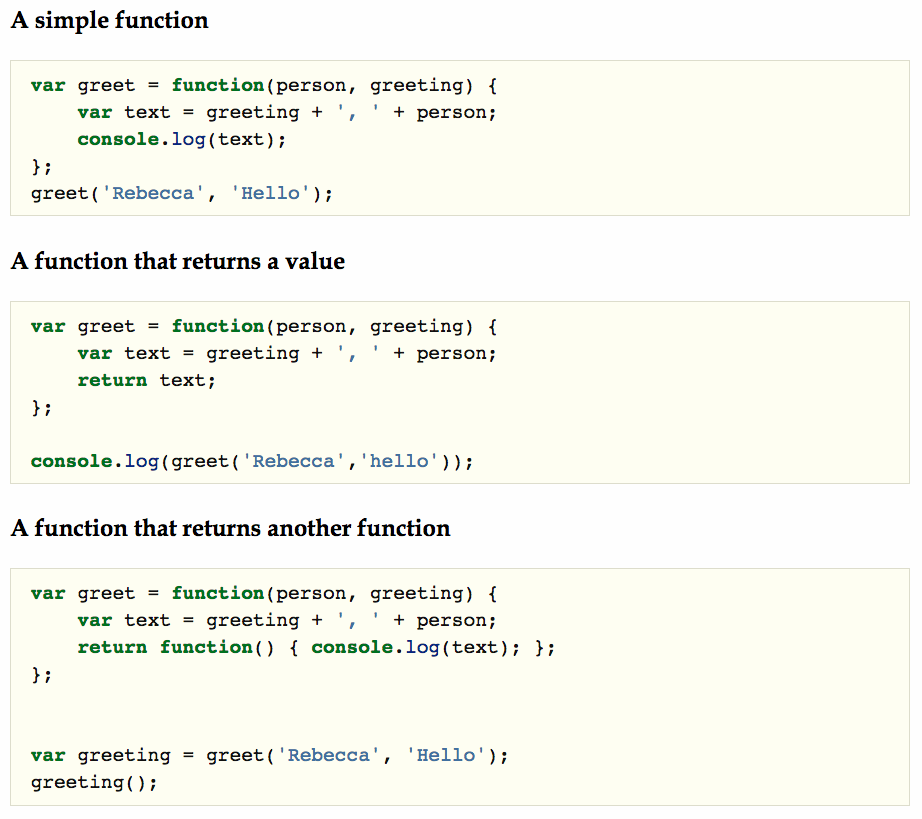 A simple function
var greet = function(person, greeting) {
    var text = greeting + ', ' + person;
    console.log(text);
};
greet('Rebecca', 'Hello');
A function that returns a value
var greet = function(person, greeting) {
    var text = greeting + ', ' + person;
    return text;
};
console.log(greet('Rebecca','hello'));
A function that returns another function
var greet = function(person, greeting) {
    var text = greeting + ', ' + person;
    return function() { console.log(text); };
};
var greeting = greet('Rebecca', 'Hello');
greeting();